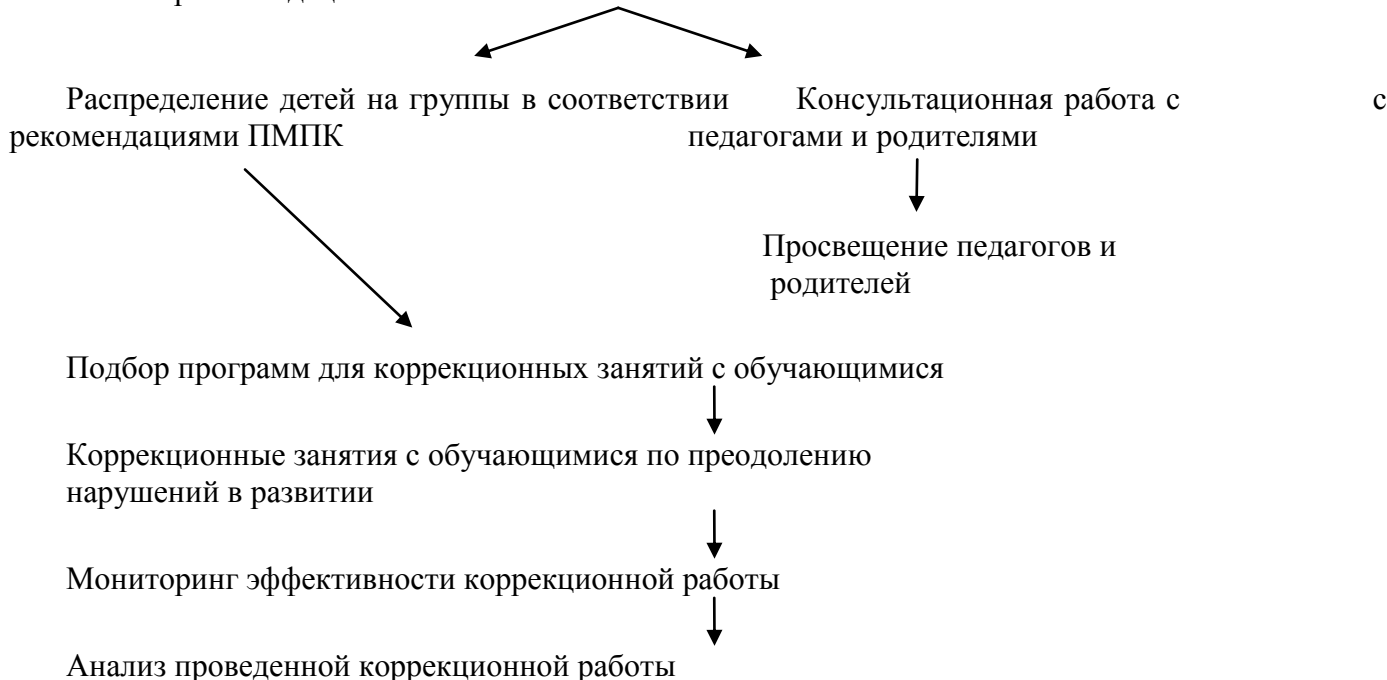 Распределение детей на группы в соответствии Консультационная работа с с
рекомендациями ПМПК педагогами и родителями
Просвещение педагогов и
родителей
Подбор программ для коррекционных занятий с обучающимися
Коррекционные занятия с обучающимися по преодолению
нарушений в развитии
Мониторинг эффективности коррекционной работы
Анализ проведенной коррекционной работы